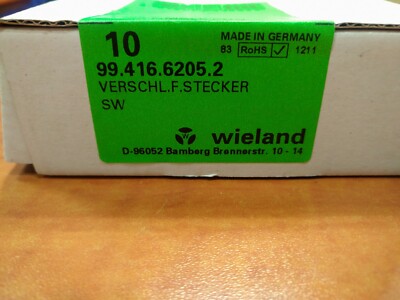 10
MADE IN GERMANY
83 RoHS ✓ 1211
99.416.6205.2
VERSCHL.F.STECKER
SW
wieland
D-96052 Bamberg Brennerstr. 10 - 14